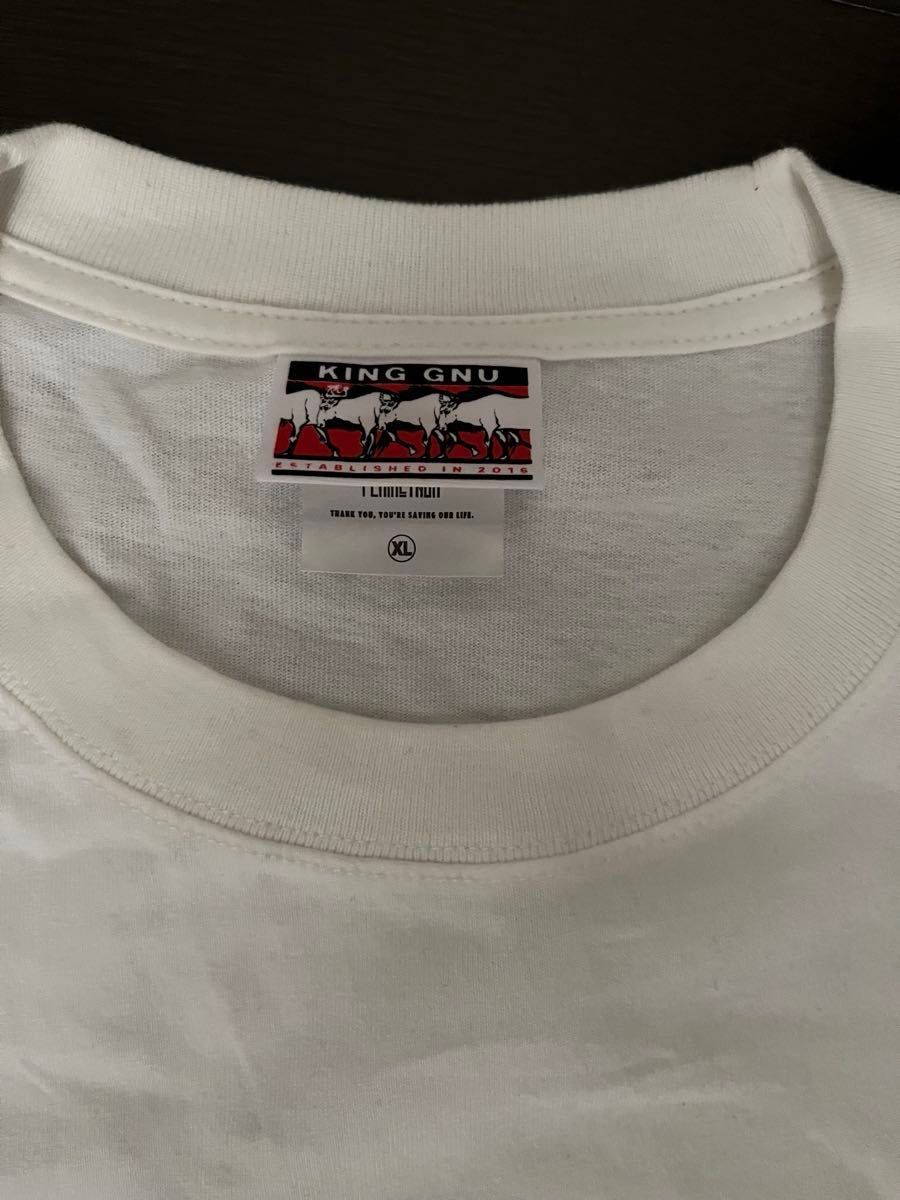 KING GNU
ESTABLISHED IN 2016
THANK YOU, YOU'RE SAVING OUR LIFE.
XL